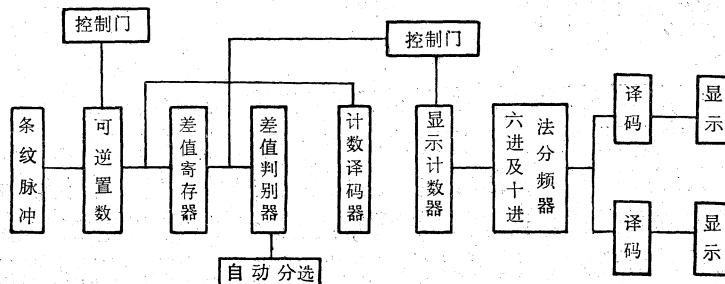 控制门
控制门
条纹脉冲
可逆置数
差值寄存器
差值判别器
计数译码器
显示计数器
六进及十进
法分频器
译码
显示
译码
显示
自动分选